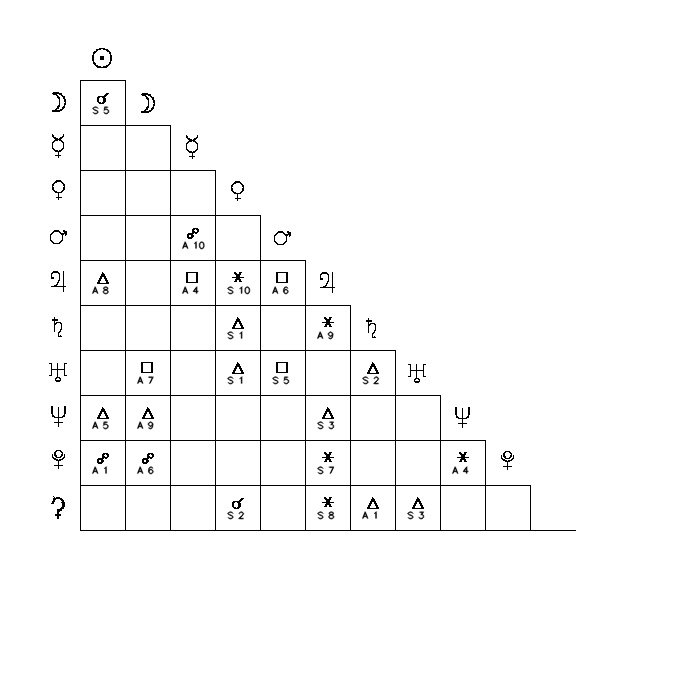 ☉
☽ ☌ S 5 ☽
☿ ☿
♀ ♀
♂ ☍ A 10 ♂
♃ △ A 8 □ A 4 ⚹ S 10 □ A 6 ♃
♄ △ S 1 ⚹ A 9 ♄
♅ □ A 7 △ S 1 □ S 5 △ S 2 ♅
♆ △ A 5 △ A 9 △ S 3 ♆
♇ ☍ A 1 ☍ A 6 ⚹ S 7 ⚹ A 4 ♇
⚳ ☌ S 2 ⚹ S 8 △ A 1 △ S 3